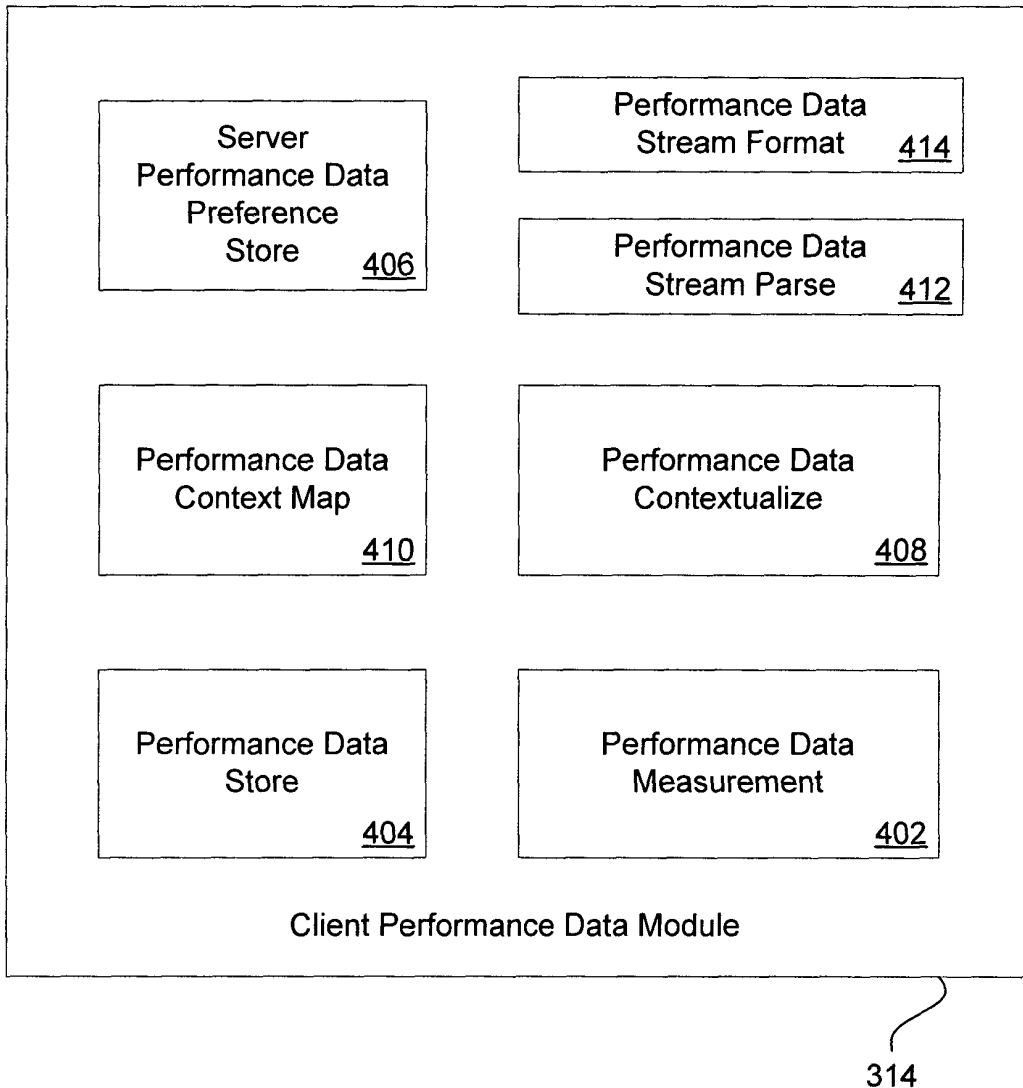 Server
Performance Data
Preference
Store
406
Performance Data
Stream Format
414
Performance Data
Stream Parse
412
Performance Data
Context Map
410
Performance Data
Contextualize
408
Performance Data
Store
404
Performance Data
Measurement
402
Client Performance Data Module
314